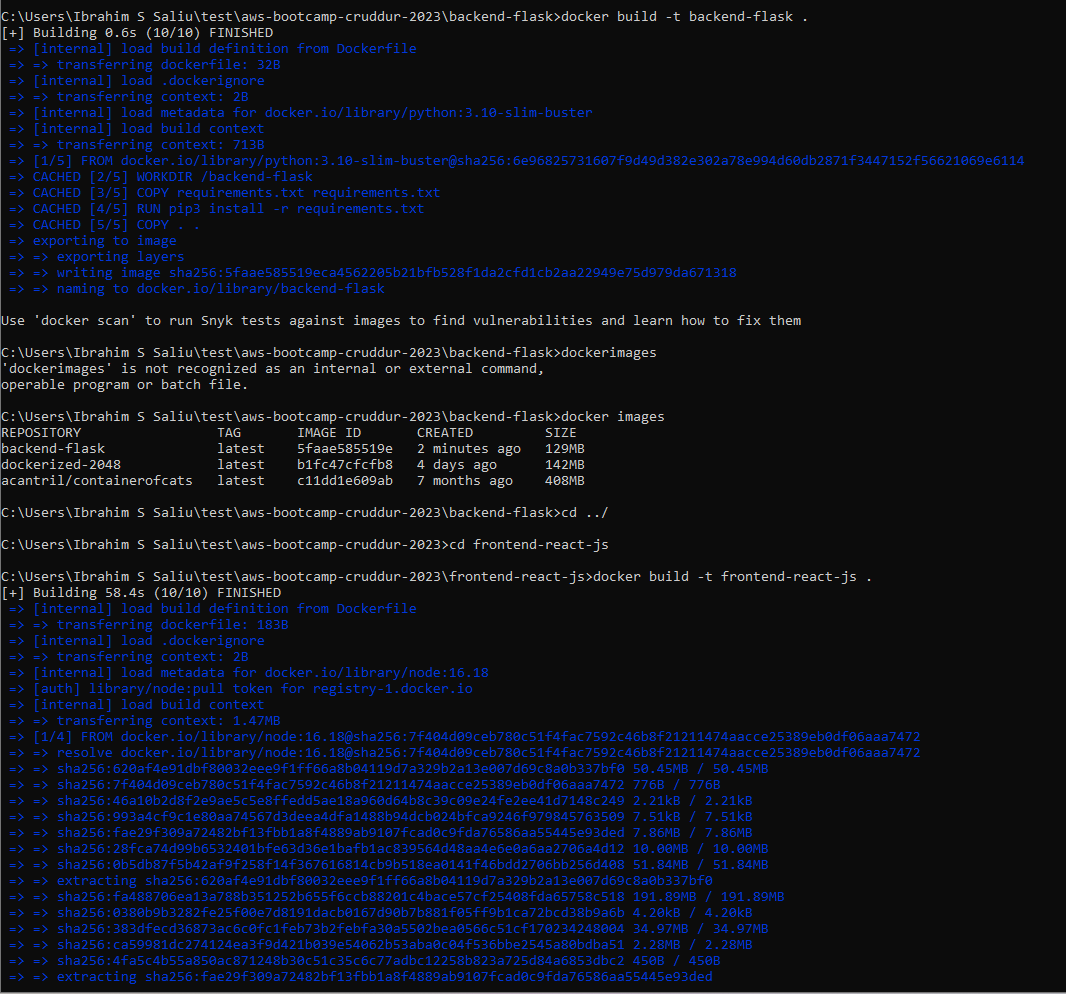 C:\Users\Ibrahim S Saliu\test\aws-bootcamp-cruddur-2023\backend-flask>docker build -t backend-flask .
[+] Building 0.6s (10/10) FINISHED
=> [internal] load build definition from Dockerfile
=> => transferring dockerfile: 32B
=> [internal] load .dockerignore
=> => transferring context: 2B
=> [internal] load metadata for docker.io/library/python:3.10-slim-buster
=> [internal] load build context
=> => transferring context: 713B
=> [1/5] FROM docker.io/library/python:3.10-slim-buster@sha256:6e96825731607f9d49d382e302a78e994d60db2871f3447152f56621069e6114
=> CACHED [2/5] WORKDIR /backend-flask
=> CACHED [3/5] COPY requirements.txt requirements.txt
=> CACHED [4/5] RUN pip3 install -r requirements.txt
=> CACHED [5/5] COPY . .
=> exporting to image
=> => exporting layers
=> => writing image sha256:5faae585519eca4562205b21bfb528f1da2cfd1cb2aa22949e75d979da671318
=> => naming to docker.io/library/backend-flask
Use 'docker scan' to run Snyk tests against images to find vulnerabilities and learn how to fix them
C:\Users\Ibrahim S Saliu\test\aws-bootcamp-cruddur-2023\backend-flask>dockerimages
'dockerimages' is not recognized as an internal or external command,
operable program or batch file.
C:\Users\Ibrahim S Saliu\test\aws-bootcamp-cruddur-2023\backend-flask>docker images
REPOSITORY TAG IMAGE ID CREATED SIZE
backend-flask latest 5faae585519e 2 minutes ago 129MB
dockerized-2048 latest b1fc47cfcfb8 4 days ago 142MB
acantril/containerofcats latest c11dd1e609ab 7 months ago 408MB
C:\Users\Ibrahim S Saliu\test\aws-bootcamp-cruddur-2023\backend-flask>cd ../
C:\Users\Ibrahim S Saliu\test\aws-bootcamp-cruddur-2023>cd frontend-react-js
C:\Users\Ibrahim S Saliu\test\aws-bootcamp-cruddur-2023\frontend-react-js>docker build -t frontend-react-js .
[+] Building 58.4s (10/10) FINISHED
=> [internal] load build definition from Dockerfile
=> => transferring dockerfile: 183B
=> [internal] load .dockerignore
=> => transferring context: 2B
=> [internal] load metadata for docker.io/library/node:16.18
=> [auth] library/node:pull token for registry-1.docker.io
=> [internal] load build context
=> => transferring context: 1.47MB
=> [1/4] FROM docker.io/library/node:16.18@sha256:7f404d09ceb780c51f4fac7592c46b8f21211474aacce25389eb0df06aaa7472
=> => resolve docker.io/library/node:16.18@sha256:7f404d09ceb780c51f4fac7592c46b8f21211474aacce25389eb0df06aaa7472
=> => sha256:620af4e91dbf80032eee9f1ff66a8b04119d7a329b2a13e007d69c8a0b337bf0 50.45MB / 50.45MB
=> => sha256:7f404d09ceb780c51f4fac7592c46b8f21211474aacce25389eb0df06aaa7472 776B / 776B
=> => sha256:46a10b2d8f2e9ae5c5e8ffedd5ae18a960d64b8c39c09e24fe2ee41d7148c249 2.21kB / 2.21kB
=> => sha256:993a4cf9c1e80aa74567d3deea4dfa1488b94dcb024bfca9246f979845763509 7.51kB / 7.51kB
=> => sha256:fae29f309a72482bf13fbb1a8f4889ab9107fcad0c9fda76586aa55445e93ded 7.86MB / 7.86MB
=> => sha256:28fca74d99b6532401bfe63d36e1bafb1ac839564d48aa4e6e0a6aa2706a4d12 10.00MB / 10.00MB
=> => sha256:0b5db87f5b42af9f258f14f367616814cb9b518ea0141f46bdd2706bb256d408 51.84MB / 51.84MB
=> => extracting sha256:620af4e91dbf80032eee9f1ff66a8b04119d7a329b2a13e007d69c8a0b337bf0
=> => sha256:fa488706ea13a788b351252b655f6ccb88201c4bace57cf25408fda65758c518 191.89MB / 191.89MB
=> => sha256:0380b9b3282fe25f00e7d8191dacb0167d90b7b881f05ff9b1ca72bcd38b9a6b 4.20kB / 4.20kB
=> => sha256:383dfecd36873ac6c0fc1feb73b2febfa30a5502bea0566c51cf170234248004 34.97MB / 34.97MB
=> => sha256:ca59981dc274124ea3f9d421b039e54062b53aba0c04f536bbe2545a80bdba51 2.28MB / 2.28MB
=> => sha256:4fa5c4b55a850ac871248b30c51c35c6c77adbc12258b823a725d84a6853dbc2 450B / 450B
=> => extracting sha256:fae29f309a72482bf13fbb1a8f4889ab9107fcad0c9fda76586aa55445e93ded